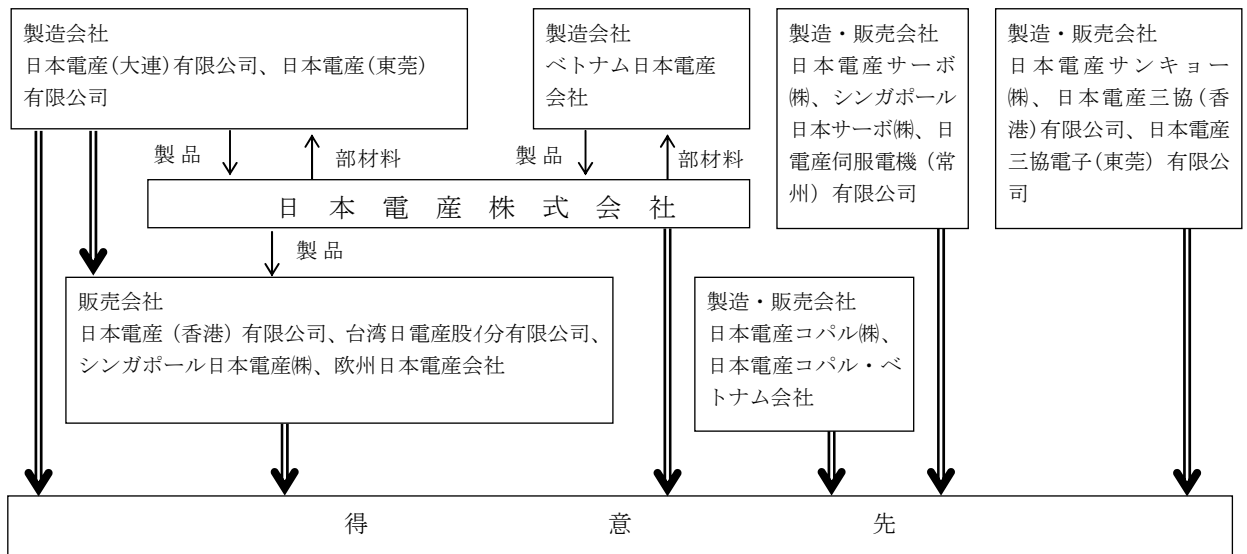 製造会社
日本電産(大連)有限公司、日本電産(東莞)
有限公司
製造会社
ベトナム日本電産
会社
製造・販売会社
日本電産サーボ
㈱、シンガポール
日本サーボ㈱、日
電産伺服電機（常
州）有限公司
製造・販売会社
日本電産サンキョー
㈱、日本電産三協(香
港)有限公司、日本電産
三協電子(東莞) 有限公
司
製品
部材料
製品
部材料
日本電産株式会社
製品
販売会社
日本電産（香港）有限公司、台湾日電産股亻分有限公司、
シンガポール日本電産㈱、欧州日本電産会社
製造・販売会社
日本電産コパル㈱、
日本電産コパル・ベ
トナム会社
得意先